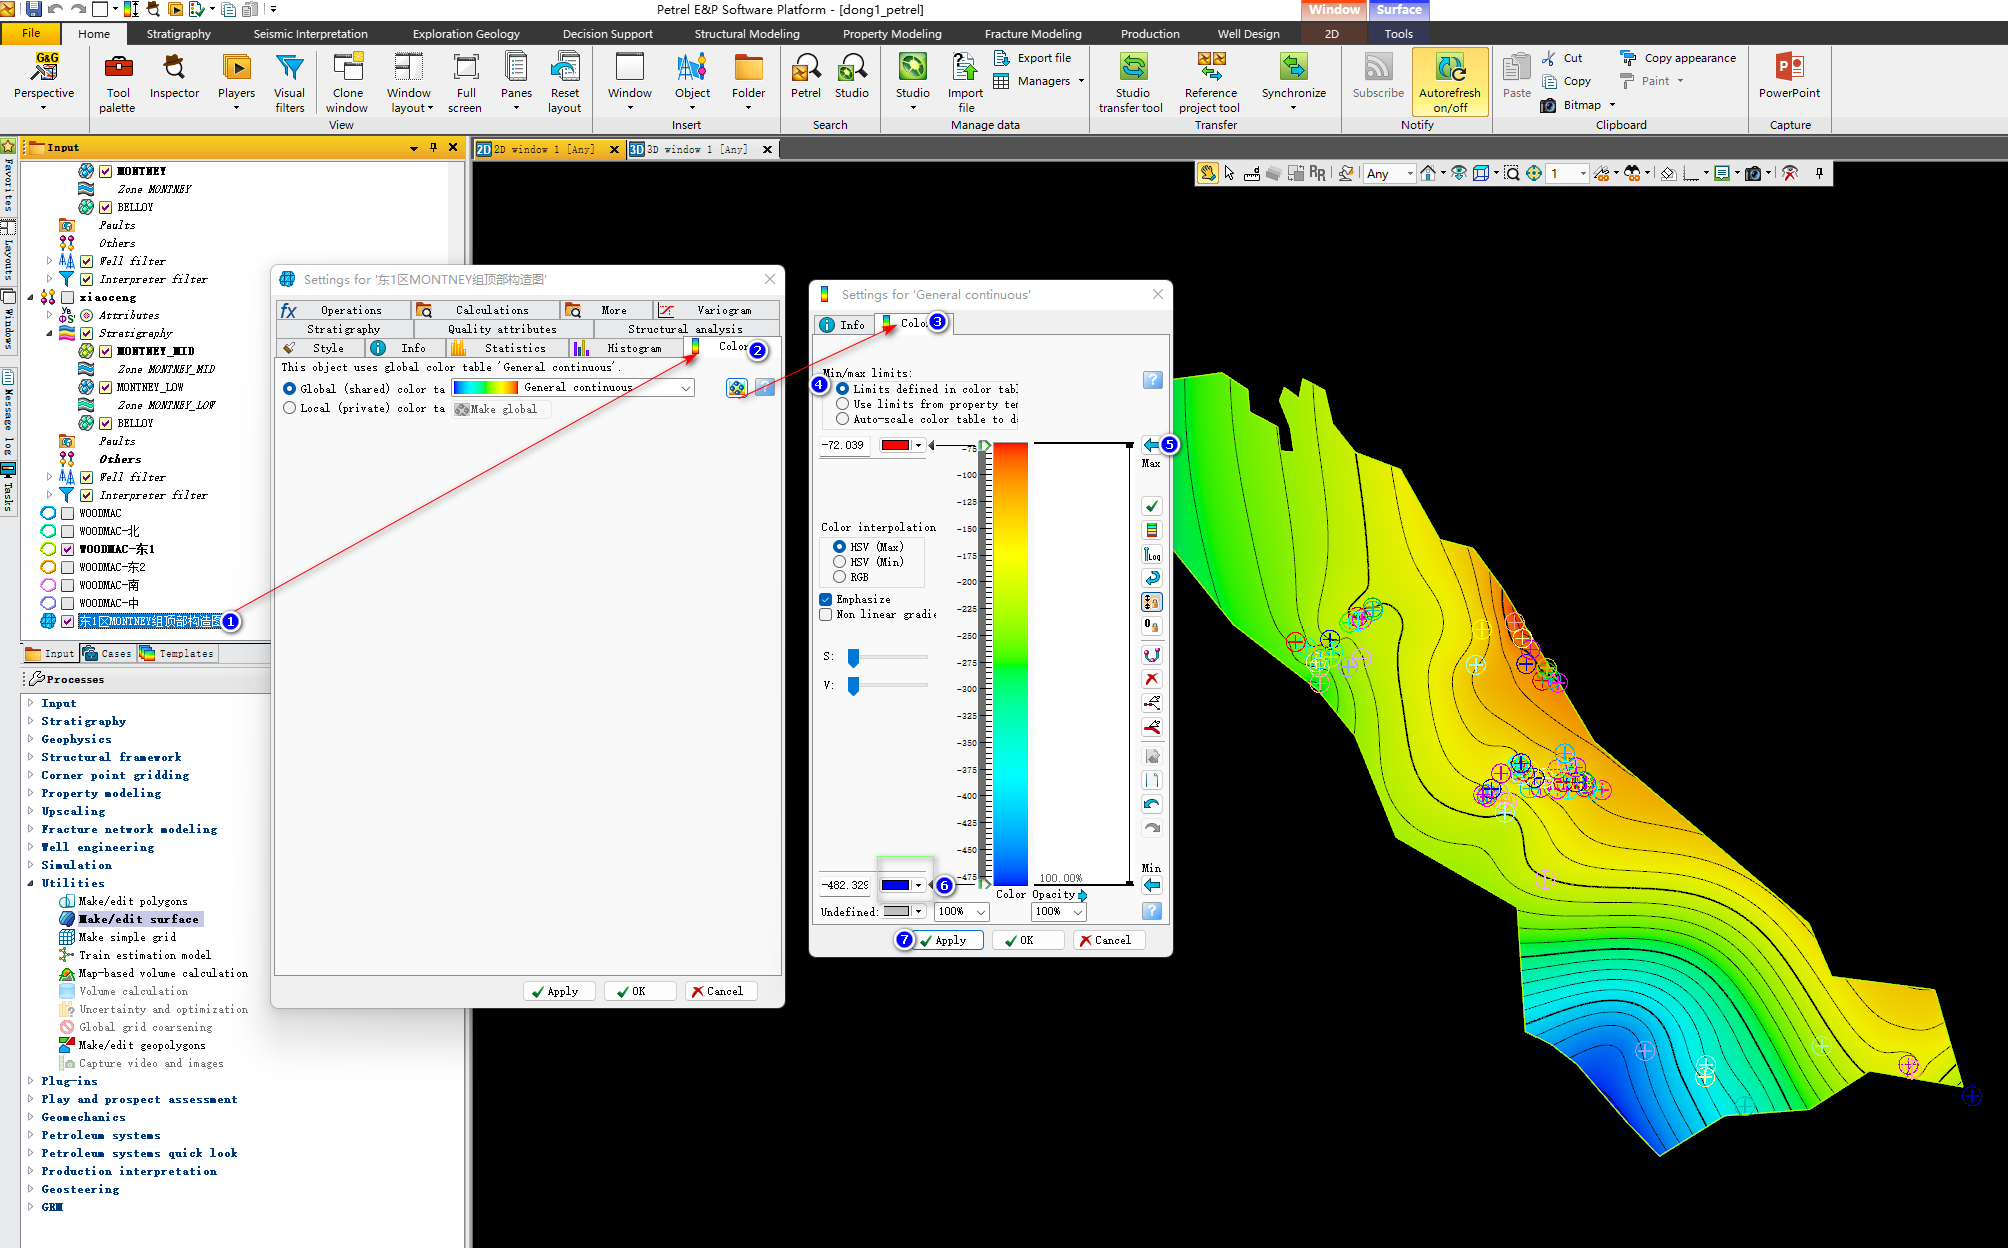 Petrel E&P Software Platform - [dong1_petrel]
Window
Surface
File
Home
Stratigraphy
Seismic Interpretation
Exploration Geology
Decision Support
Structural Modeling
Property Modeling
Fracture Modeling
Production
Well Design
2D
Tools
G&G
Perspective
Tool palette
Inspector
Players
Visual filters
Clone window
Window layout
Full screen
Panes
Reset layout
View
Window
Object
Folder
Insert
Petrel
Studio
Search
Studio
Import file
Export file
Managers
Manage data
Studio transfer tool
Reference project tool
Synchronize
Transfer
Subscribe
Autorefresh on/off
Notify
Paste
Cut
Copy
Bitmap
Copy appearance
Paint
Clipboard
PowerPoint
Capture
Favorites
Layouts
Windows
Message log
Tasks
Input
MONTNEY
Zone MONTNEY
BELLOY
Faults
Others
Well filter
Interpreter filter
xiaoceng
Attributes
Stratigraphy
MONTNEY_MID
Zone MONTNEY_MID
MONTNEY_LOW
Zone MONTNEY_LOW
BELLOY
Faults
Others
Well filter
Interpreter filter
WOODMAC
WOODMAC-北
WOODMAC-东1
WOODMAC-东2
WOODMAC-南
WOODMAC-中
东1区MONTNEY组顶部构造图
1
Input
Cases
Templates
Processes
Input
Stratigraphy
Geophysics
Structural framework
Corner point gridding
Property modeling
Upscaling
Fracture network modeling
Well engineering
Simulation
Utilities
Make/edit polygons
Make/edit surface
Make simple grid
Train estimation model
Map-based volume calculation
Volume calculation
Uncertainty and optimization
Global grid coarsening
Make/edit geopolygons
Capture video and images
Plug-ins
Play and prospect assessment
Geomechanics
Petroleum systems
Petroleum systems quick look
Production interpretation
Geosteering
GRM
2D
2D window 1 [Any]
3D
3D window 1 [Any]
Any
1
Settings for '东1区MONTNEY组顶部构造图'
Operations
Calculations
More
Variogram
Stratigraphy
Quality attributes
Structural analysis
Style
Info
Statistics
Histogram
Color
2
This object uses global color table 'General continuous'.
Global (shared) color ta
General continuous
Local (private) color ta
Make global
Apply
OK
Cancel
Settings for 'General continuous'
Info
Colo
3
Min/max limits:
4
Limits defined in color tabl
Use limits from property te
Auto-scale color table to d
-72.039
5
Max
-75
-100
-125
-150
-175
-200
-225
-250
-275
-300
-325
-350
-375
-400
-425
-450
-475
Color interpolation
HSV (Max)
HSV (Min)
RGB
Emphasize
Non linear gradie
S:
V:
Log
0
100.00%
Min
-482.329
6
Color
Opacity
Undefined:
100%
100%
7
Apply
OK
Cancel